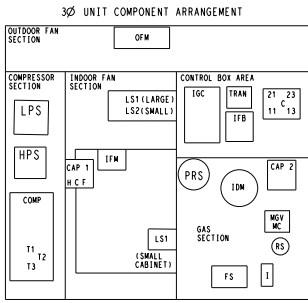 3Ø UNIT COMPONENT ARRANGEMENT
OUTDOOR FAN
SECTION
OFM
COMPRESSOR
SECTION
LPS
HPS
COMP
T1
T2
T3
INDOOR FAN
SECTION
LS1(LARGE)
LS2(SMALL)
CAP 1
H C F
IFM
LS1
(SMALL
CABINET)
CONTROL BOX AREA
IGC
TRAN
IFB
21 23
C
11 13
PRS
IDM
CAP 2
MGV
MC
GAS
SECTION
RS
FS
I